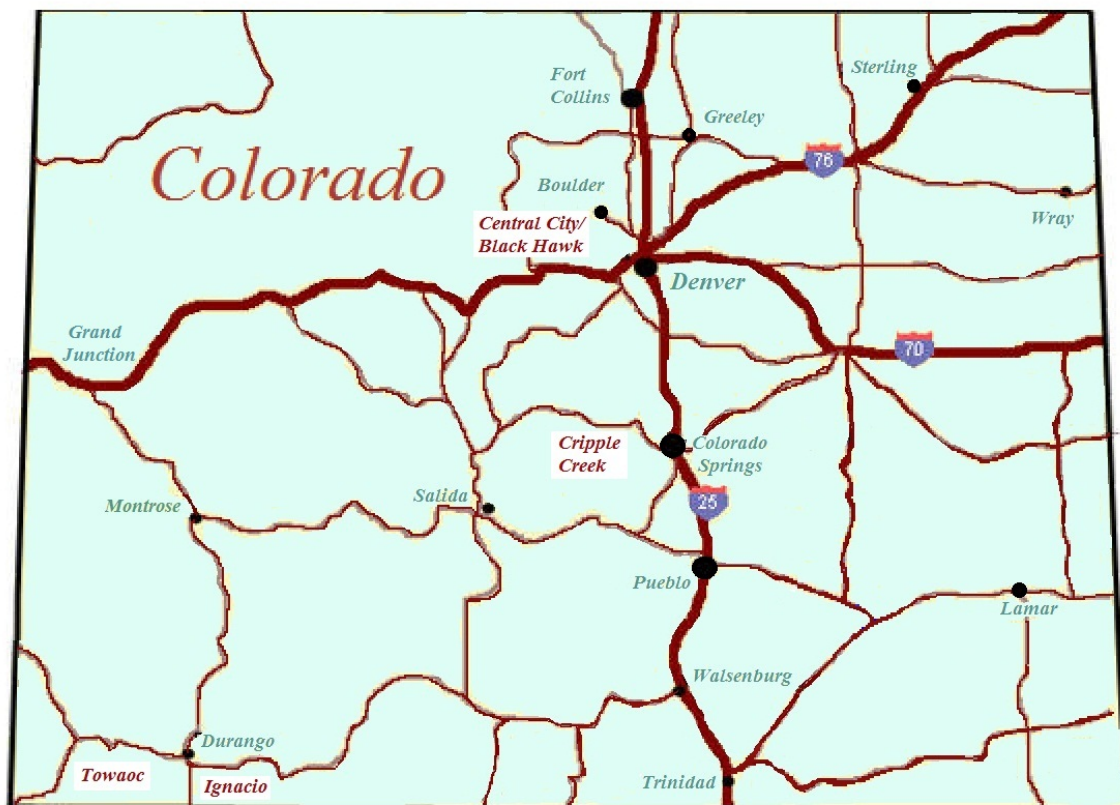 Fort
Collins
Sterling
Greeley
Colorado
76
Boulder
Wray
Central City/
Black Hawk
Denver
Grand
Junction
70
Cripple
Creek
Colorado
Springs
Salida
25
Montrose
Pueblo
Lamar
Walsenburg
Durango
Towaoc
Ignacio
Trinidad